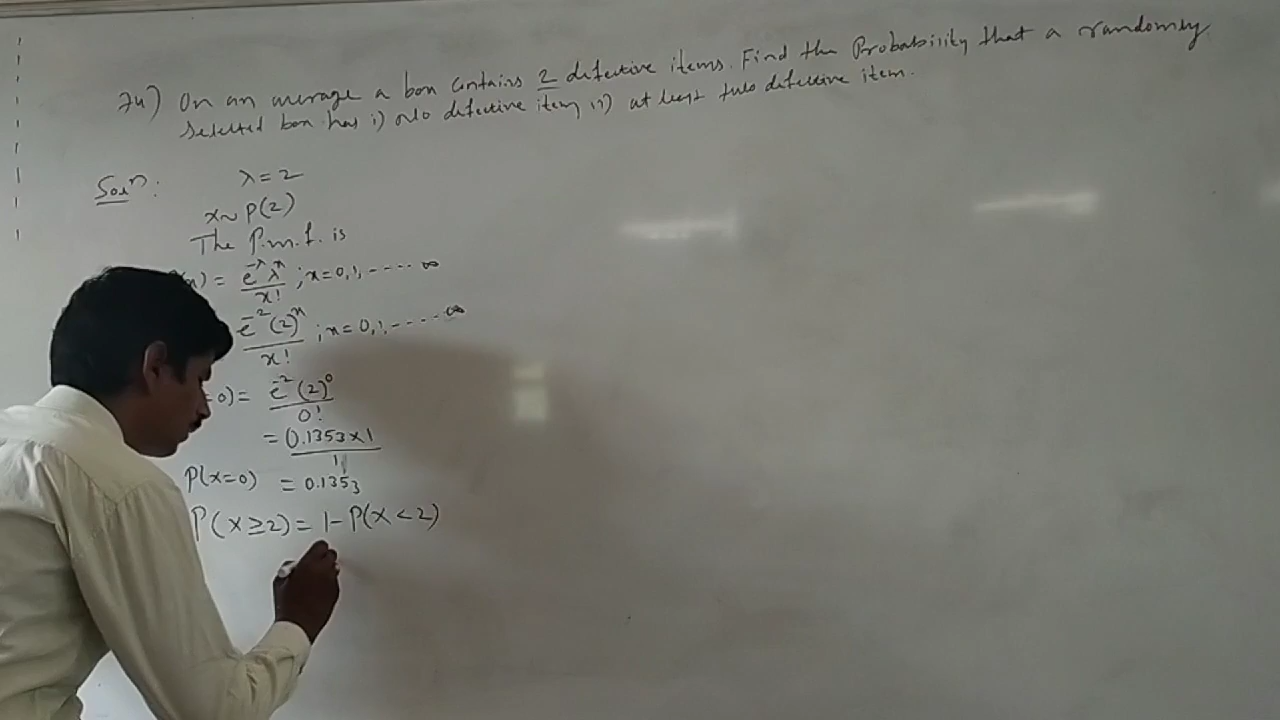 74) On an average a box contains 2 defective items. Find the Probability that a randomly
Selected box has i) no defective item ii) at least two defective item.
Solⁿ: λ = 2
x ~ P(2)
The P.m.f. is
) = e^-λ λ^x / x! ; x = 0, 1, ----- ∞
e^-2 (2)^x / x! ; x = 0, 1, ----- ∞
0) = e^-2 (2)^0 / 0!
= 0.1353 x 1 / 1
P(x=0) = 0.1353
P(X ≥ 2) = 1 - P(X < 2)